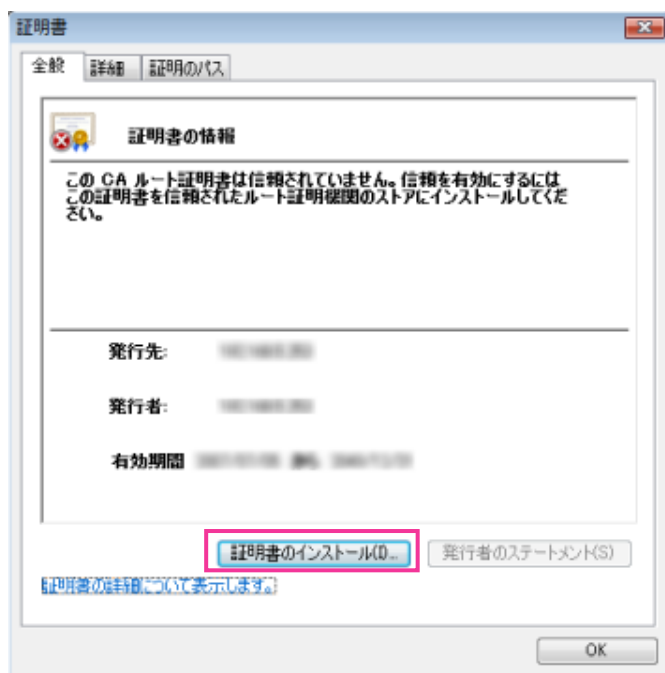 証明書
全般
詳細
証明のパス
証明書の情報
この CA ルート証明書は信頼されていません。信頼を有効にするには
この証明書を信頼されたルート証明機関のストアにインストールしてくだ
さい。
発行先:
発行者:
有効期間
から
証明書のインストール(I)...
発行者のステートメント(S)
証明書の詳細について表示します。
OK